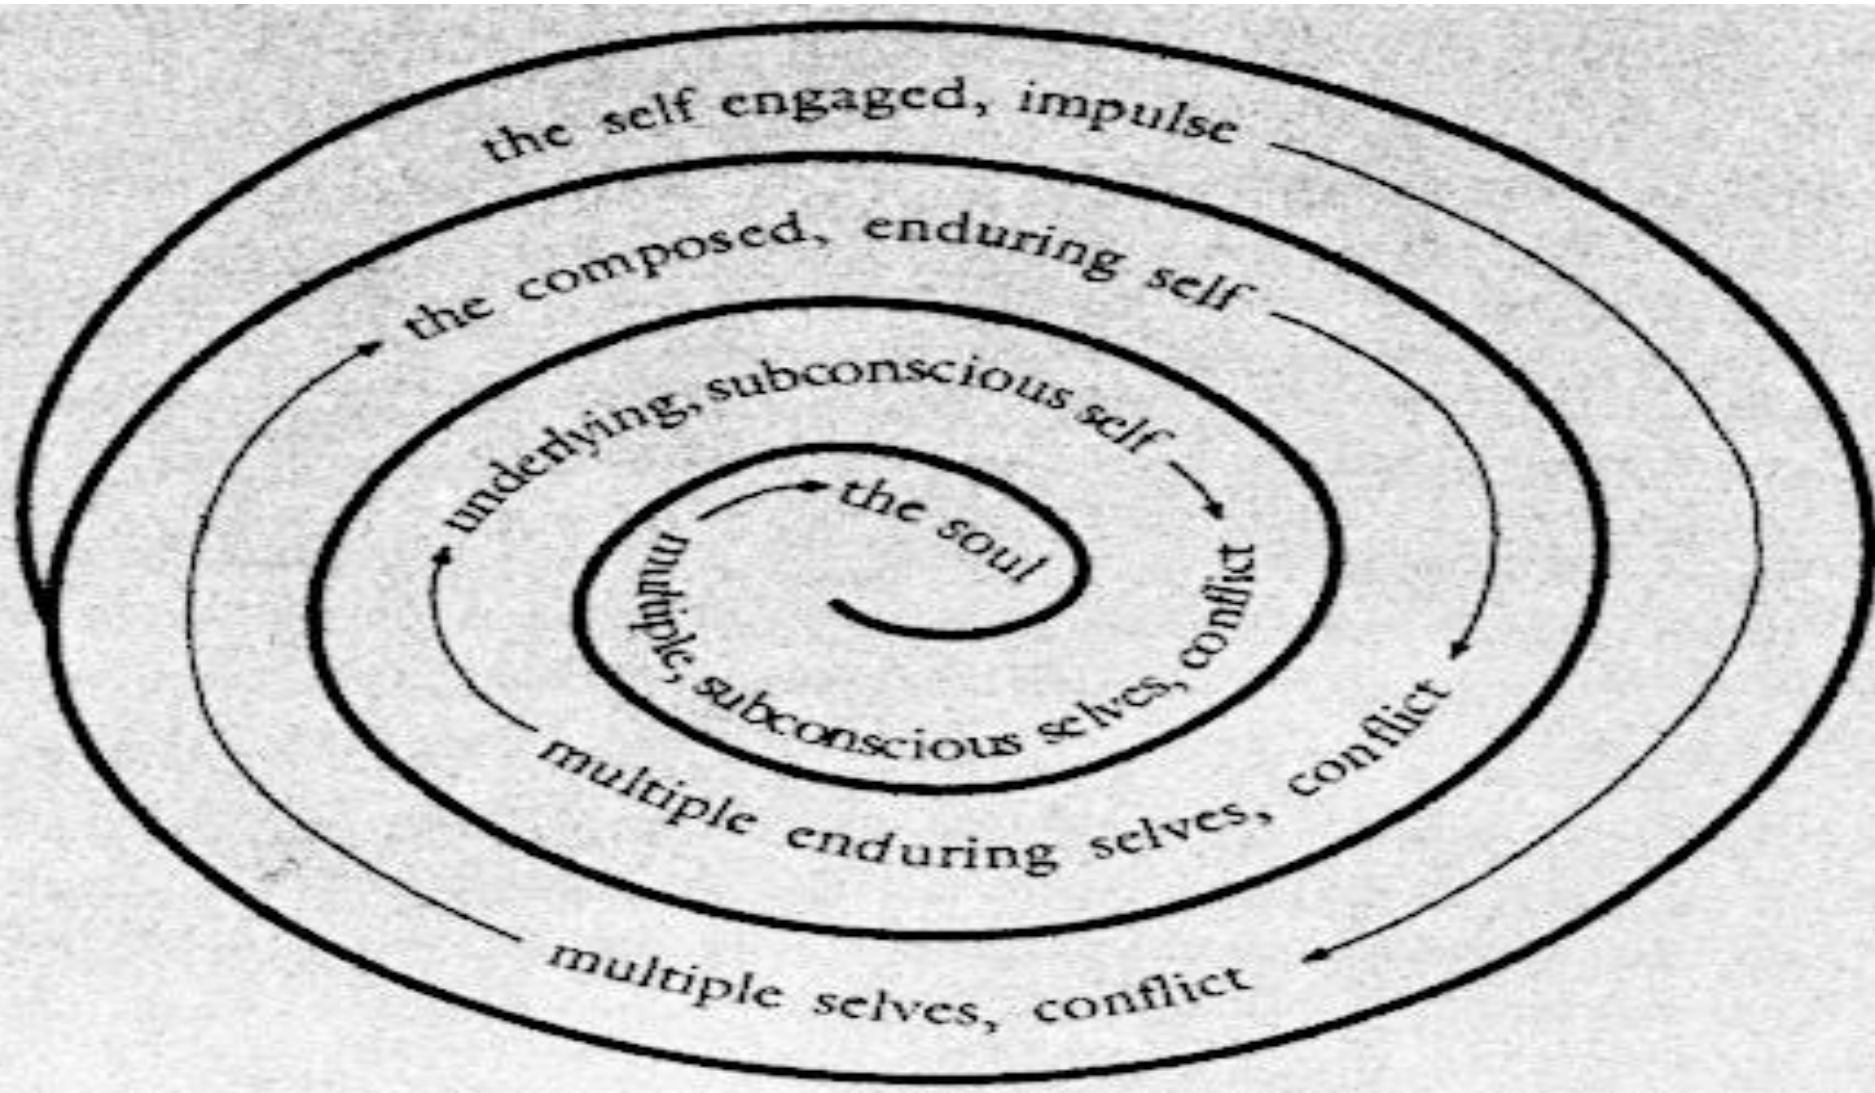 the self engaged, impulse
multiple selves, conflict
the composed, enduring self
multiple enduring selves, conflict
underlying, subconscious self
multiple, subconscious selves, conflict
the soul